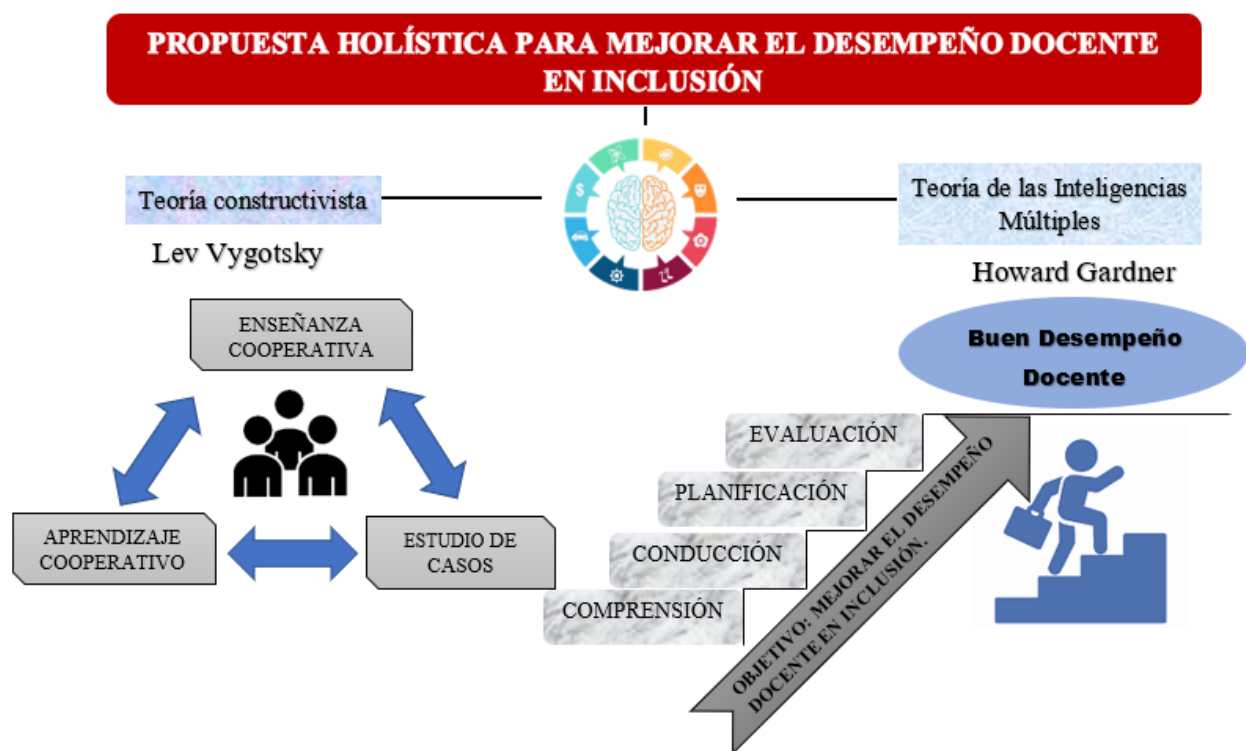 PROPUESTA HOLÍSTICA PARA MEJORAR EL DESEMPEÑO DOCENTE
EN INCLUSIÓN
Teoría constructivista
Lev Vygotsky
$
Teoría de las Inteligencias
Múltiples
Howard Gardner
ENSEÑANZA
COOPERATIVA
APRENDIZAJE
COOPERATIVO
ESTUDIO DE
CASOS
Buen Desempeño
Docente
EVALUACIÓN
PLANIFICACIÓN
CONDUCCIÓN
COMPRENSIÓN
OBJETIVO: MEJORAR EL DESEMPEÑO
DOCENTE EN INCLUSIÓN.